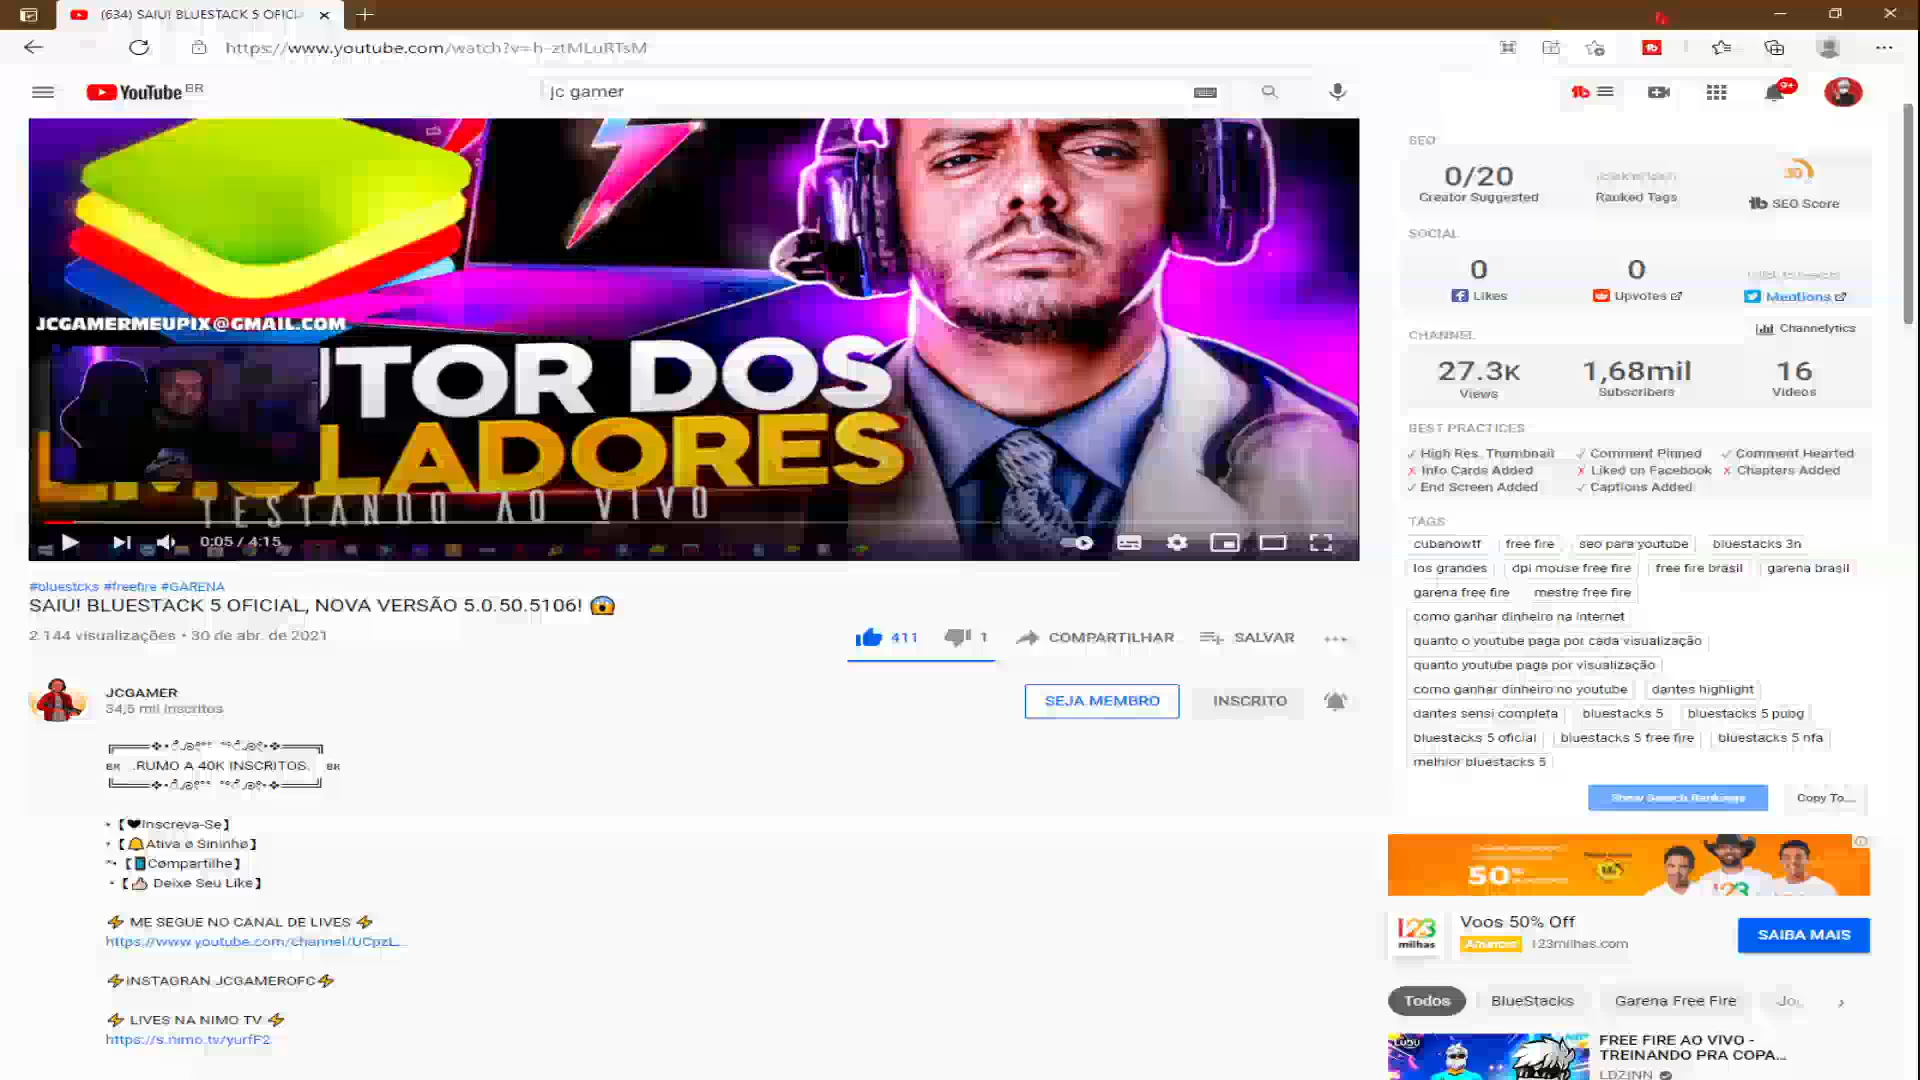 (634) SAIU! BLUESTACK 5 OFICI
https://www.youtube.com/watch?v=h-ztMLuRTsM
YouTube BR
jc gamer
9+
JCGAMERMEUPIX@GMAIL.COM
UTOR DOS
EMULADORES
TESTANDO AO VIVO
0:05 / 4:15
#bluestcks #freefire #GARENA
SAIU! BLUESTACK 5 OFICIAL, NOVA VERSÃO 5.0.50.5106! 😱
2.144 visualizações • 30 de abr. de 2021
411
1
COMPARTILHAR
SALVAR
JCGAMER
34,5 mil inscritos
SEJA MEMBRO
INSCRITO
BR .RUMO A 40K INSCRITOS. BR
• 【❤Inscreva-Se】
• 【🔔Ativa o Sininho】
【📱Compartilhe】
• 【👍 Deixe Seu Like】
⚡ ME SEGUE NO CANAL DE LIVES ⚡
https://www.youtube.com/channel/UCpzL...
⚡INSTAGRAN JCGAMEROFC⚡
⚡ LIVES NA NIMO TV ⚡
https://s.nimo.tv/yurfF2
SEO
0/20
Creator Suggested
Ranked Tags
30
tb SEO Score
SOCIAL
0
Likes
0
Upvotes
Mentions
CHANNEL
Channelytics
27.3K
Views
1,68mil
Subscribers
16
Videos
BEST PRACTICES
✓ High Res. Thumbnail ✓ Comment Pinned ✓ Comment Hearted
✗ Info Cards Added ✗ Liked on Facebook ✗ Chapters Added
✓ End Screen Added ✓ Captions Added
TAGS
cubanowtf free fire seo para youtube bluestacks 3n
los grandes dpi mouse free fire free fire brasil garena brasil
garena free fire mestre free fire
como ganhar dinheiro na internet
quanto o youtube paga por cada visualização
quanto youtube paga por visualização
como ganhar dinheiro no youtube dantes highlight
dantes sensi completa bluestacks 5 bluestacks 5 pubg
bluestacks 5 oficial bluestacks 5 free fire bluestacks 5 nfa
melhior bluestacks 5
Show Search Rankings
Copy To...
50%
123
123 milhas
Voos 50% Off
Anúncio 123milhas.com
SAIBA MAIS
Todos
BlueStacks
Garena Free Fire
Jo
FREE FIRE AO VIVO -
TREINANDO PRA COPA...
LDZINN